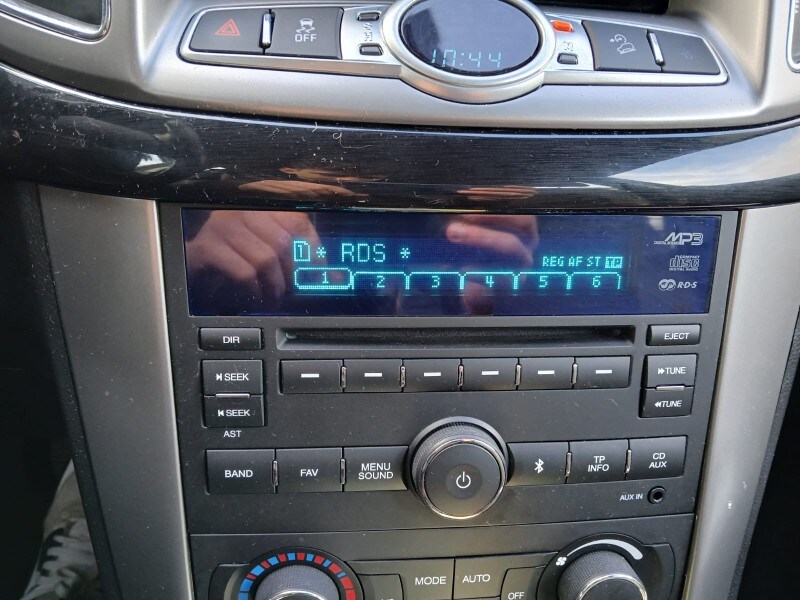 OFF
10:44
MP3
DIGITAL AUDIO
1 * RDS *
REG AF ST TP
COMPACT
disc
DIGITAL AUDIO
R·D·S
1 2 3 4 5 6
DIR
EJECT
SEEK
TUNE
SEEK
TUNE
AST
BAND
FAV
MENU
SOUND
TP
INFO
CD
AUX
AUX IN
MODE
AUTO
OFF